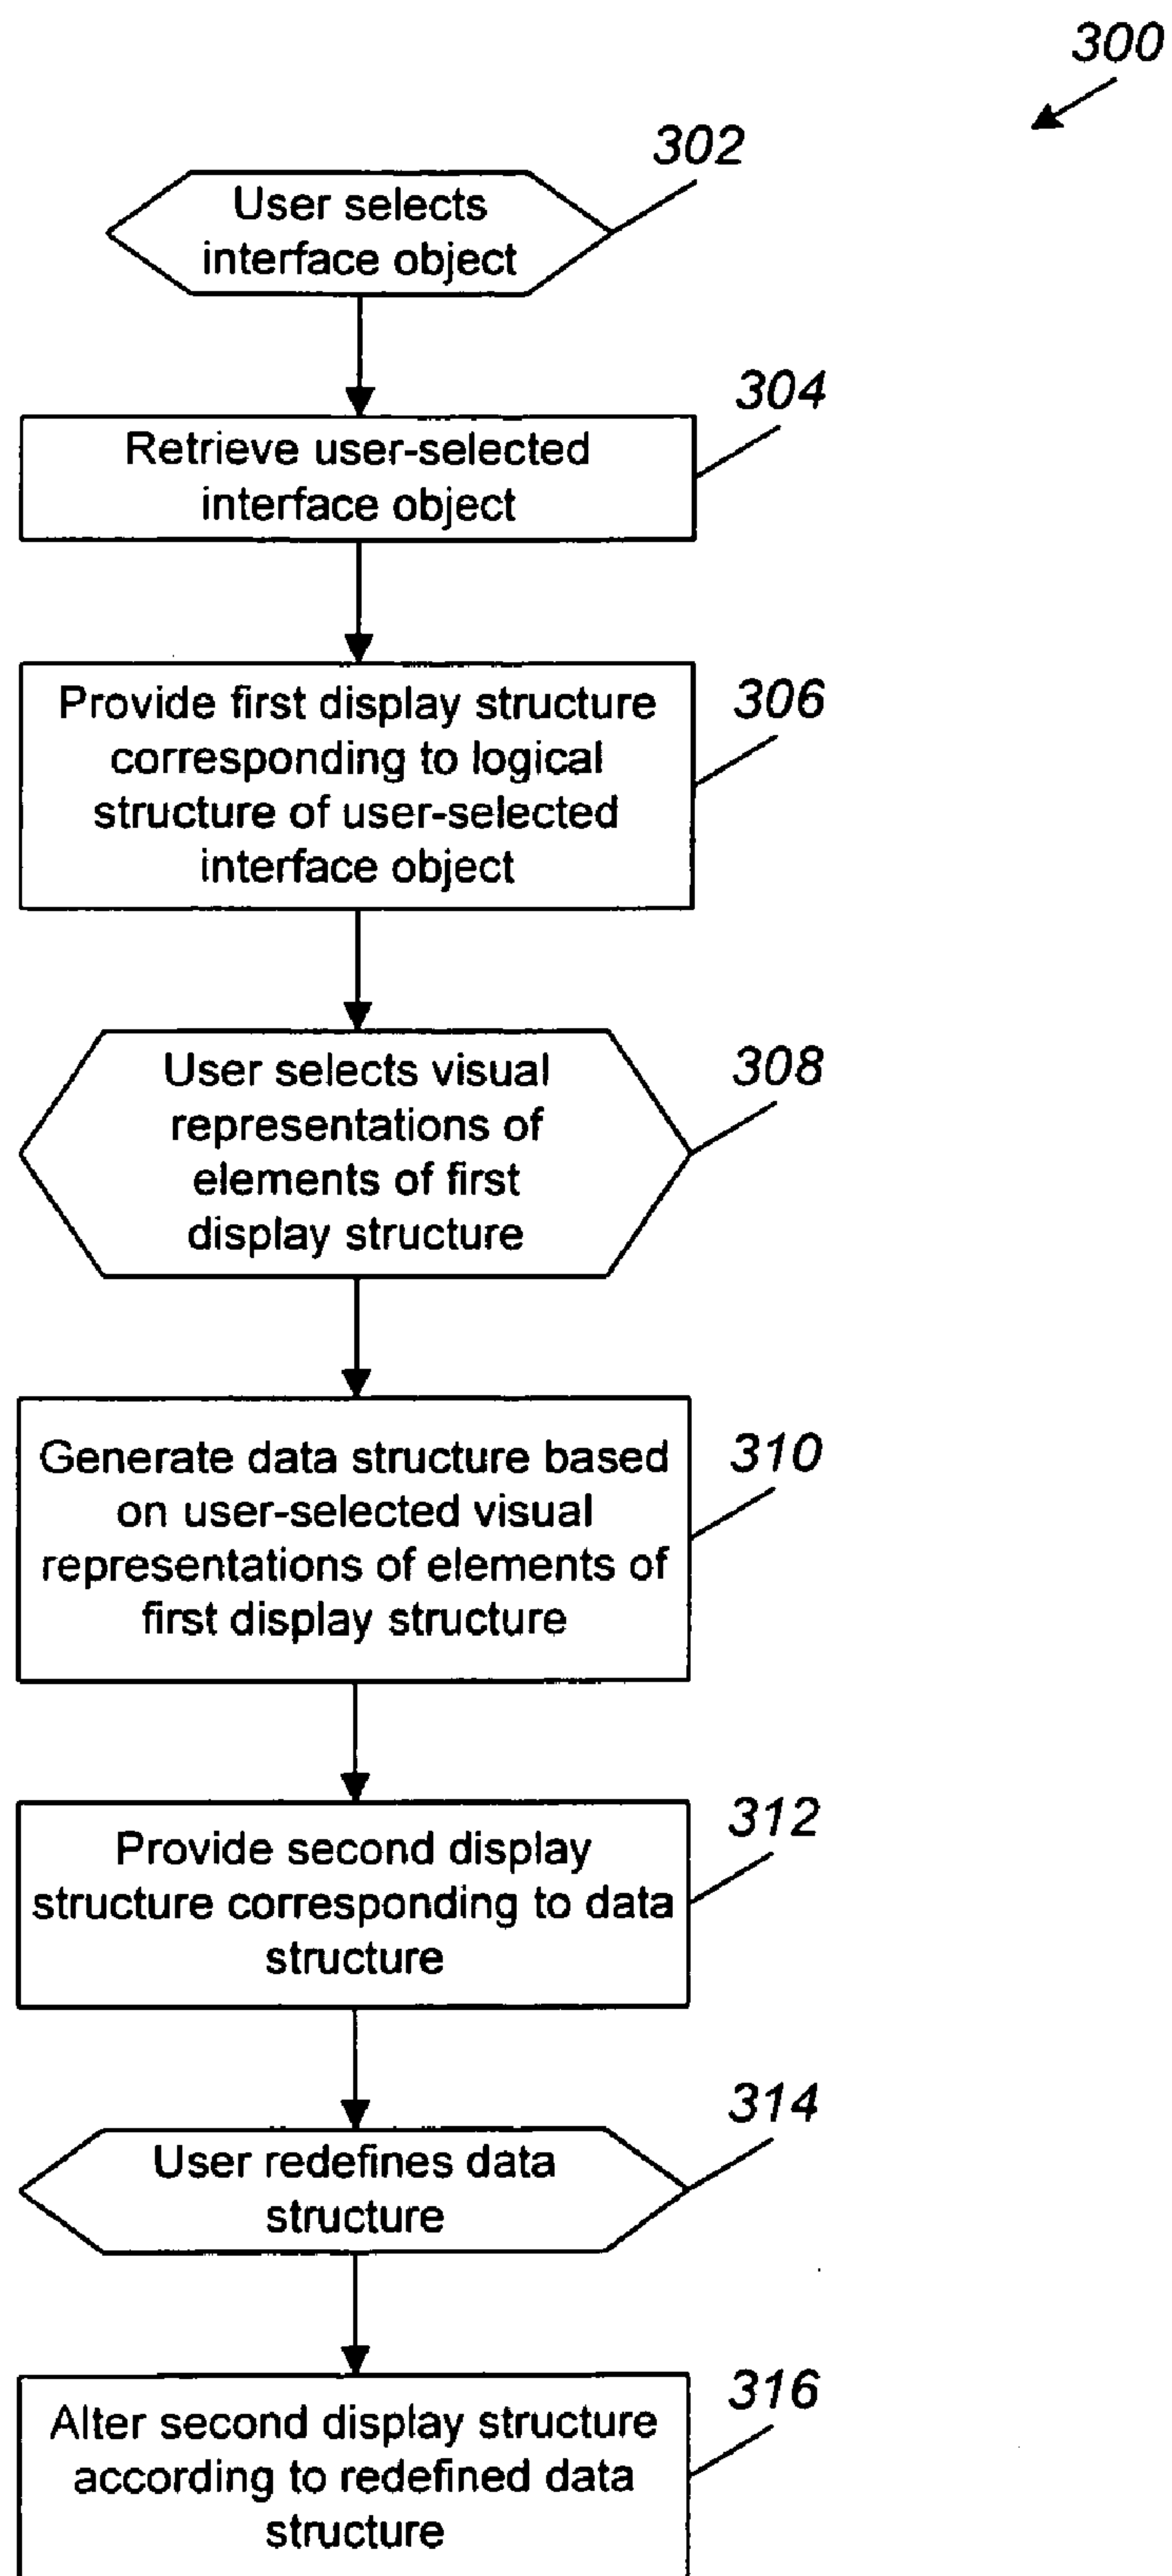 300
302
User selects
interface object
304
Retrieve user-selected
interface object
306
Provide first display structure
corresponding to logical
structure of user-selected
interface object
308
User selects visual
representations of
elements of first
display structure
310
Generate data structure based
on user-selected visual
representations of elements of
first display structure
312
Provide second display
structure corresponding to data
structure
314
User redefines data
structure
316
Alter second display structure
according to redefined data
structure